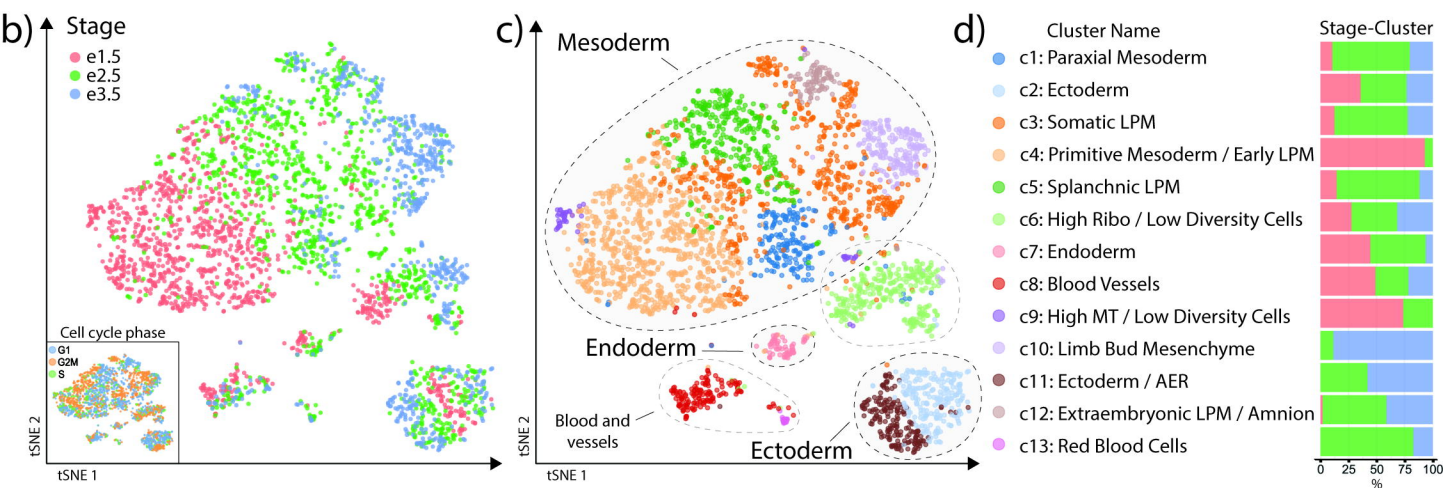 b)
Stage
e1.5
e2.5
e3.5
Cell cycle phase
G1
G2M
S
tSNE 2
tSNE 1
c)
Mesoderm
Endoderm
Blood and
vessels
Ectoderm
tSNE 2
tSNE 1
d)
Cluster Name
Stage-Cluster
c1: Paraxial Mesoderm
c2: Ectoderm
c3: Somatic LPM
c4: Primitive Mesoderm / Early LPM
c5: Splanchnic LPM
c6: High Ribo / Low Diversity Cells
c7: Endoderm
c8: Blood Vessels
c9: High MT / Low Diversity Cells
c10: Limb Bud Mesenchyme
c11: Ectoderm / AER
c12: Extraembryonic LPM / Amnion
c13: Red Blood Cells
0 25 50 75 100
%